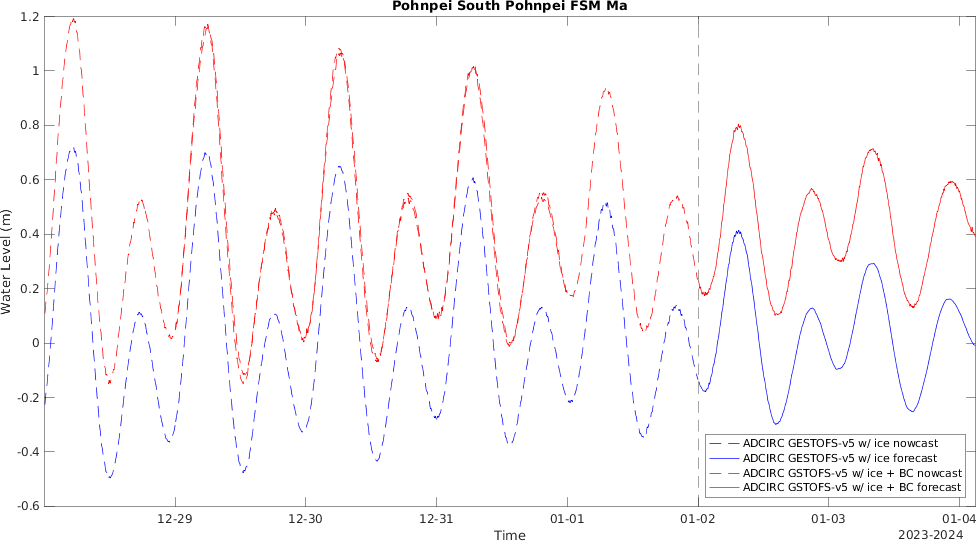 Pohnpei South Pohnpei FSM Ma
1.2
1
0.8
0.6
0.4
0.2
0
-0.2
-0.4
-0.6
Water Level (m)
ADCIRC GESTOFS-v5 w/ ice nowcast
ADCIRC GESTOFS-v5 w/ ice forecast
ADCIRC GSTOFS-v5 w/ ice + BC nowcast
ADCIRC GSTOFS-v5 w/ ice + BC forecast
12-29 12-30 12-31 01-01 01-02 01-03 01-04
Time
2023-2024